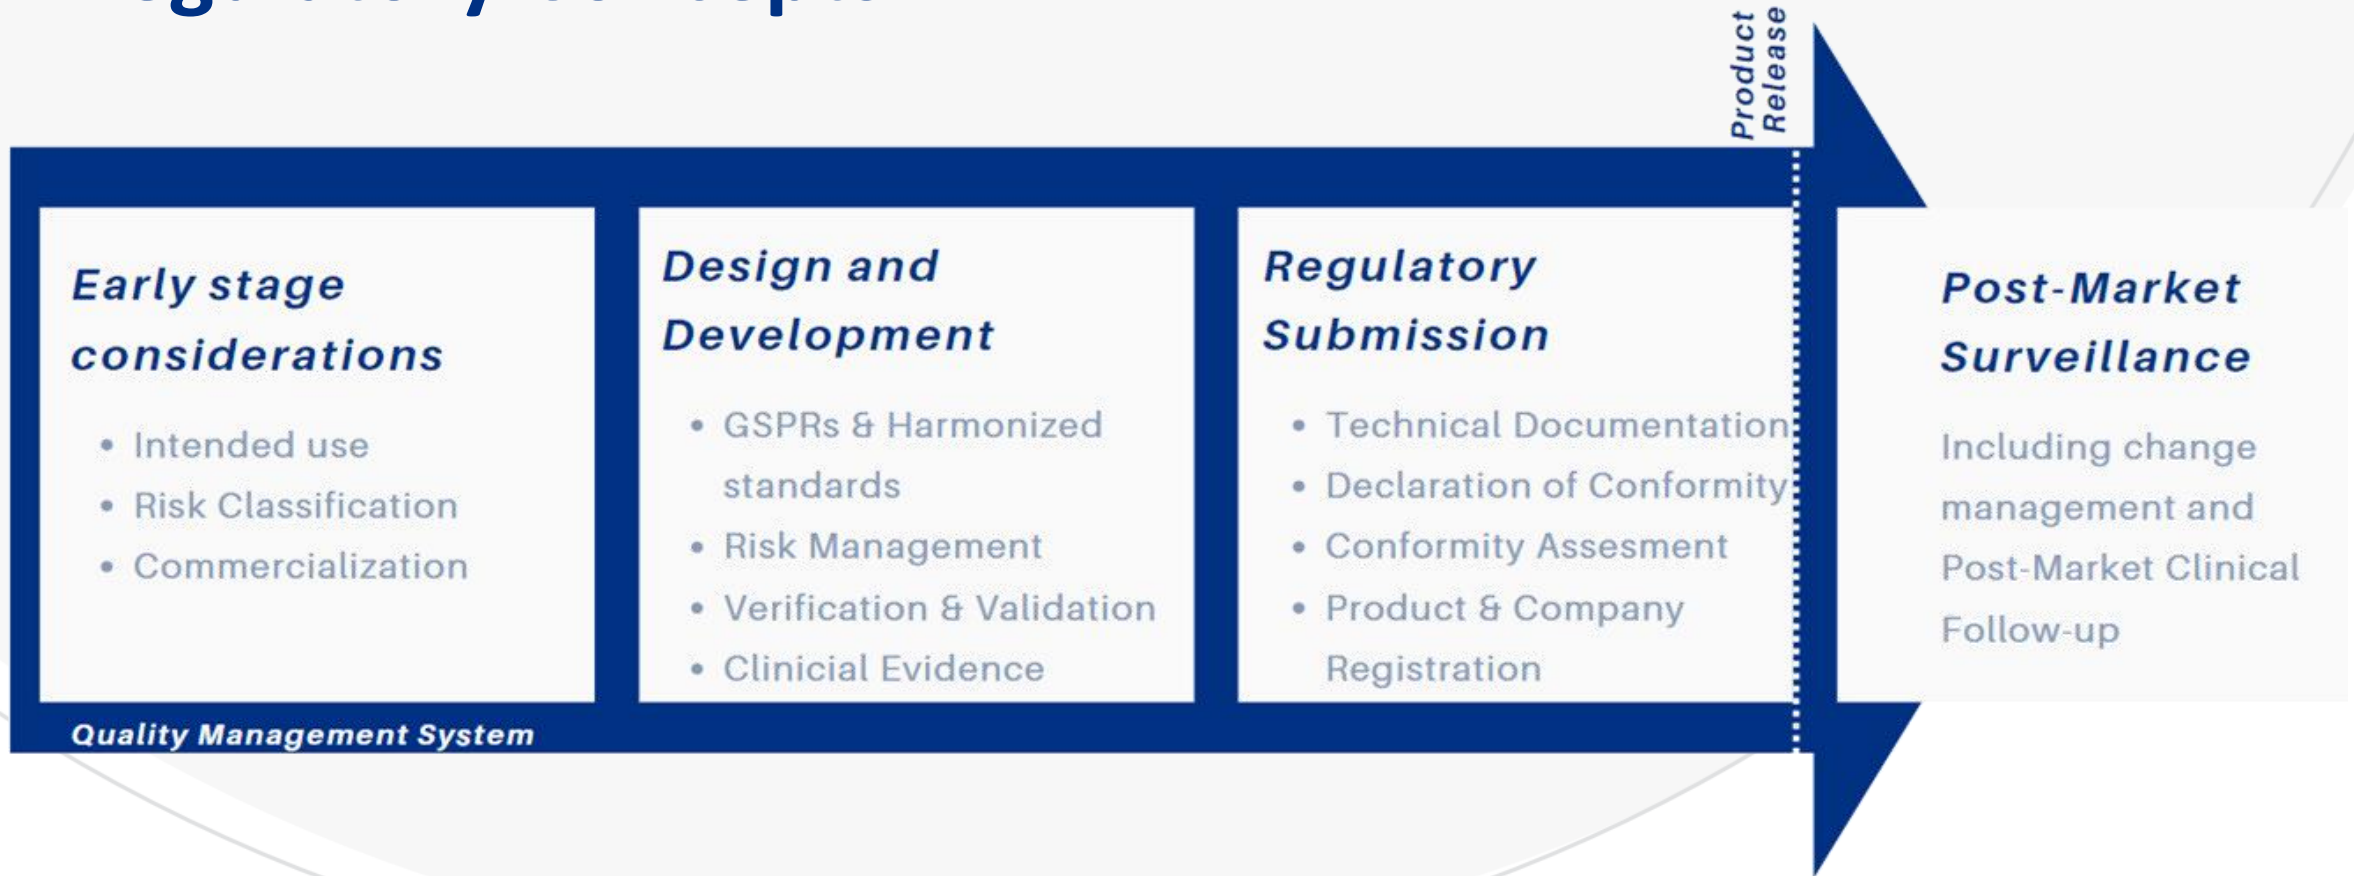 Product
Release
Early stage
considerations
• Intended use
• Risk Classification
• Commercialization
Design and
Development
• GSPRs & Harmonized
standards
• Risk Management
• Verification & Validation
• Clinicial Evidence
Regulatory
Submission
• Technical Documentation
• Declaration of Conformity
• Conformity Assesment
• Product & Company
Registration
Post-Market
Surveillance
Including change
management and
Post-Market Clinical
Follow-up
Quality Management System